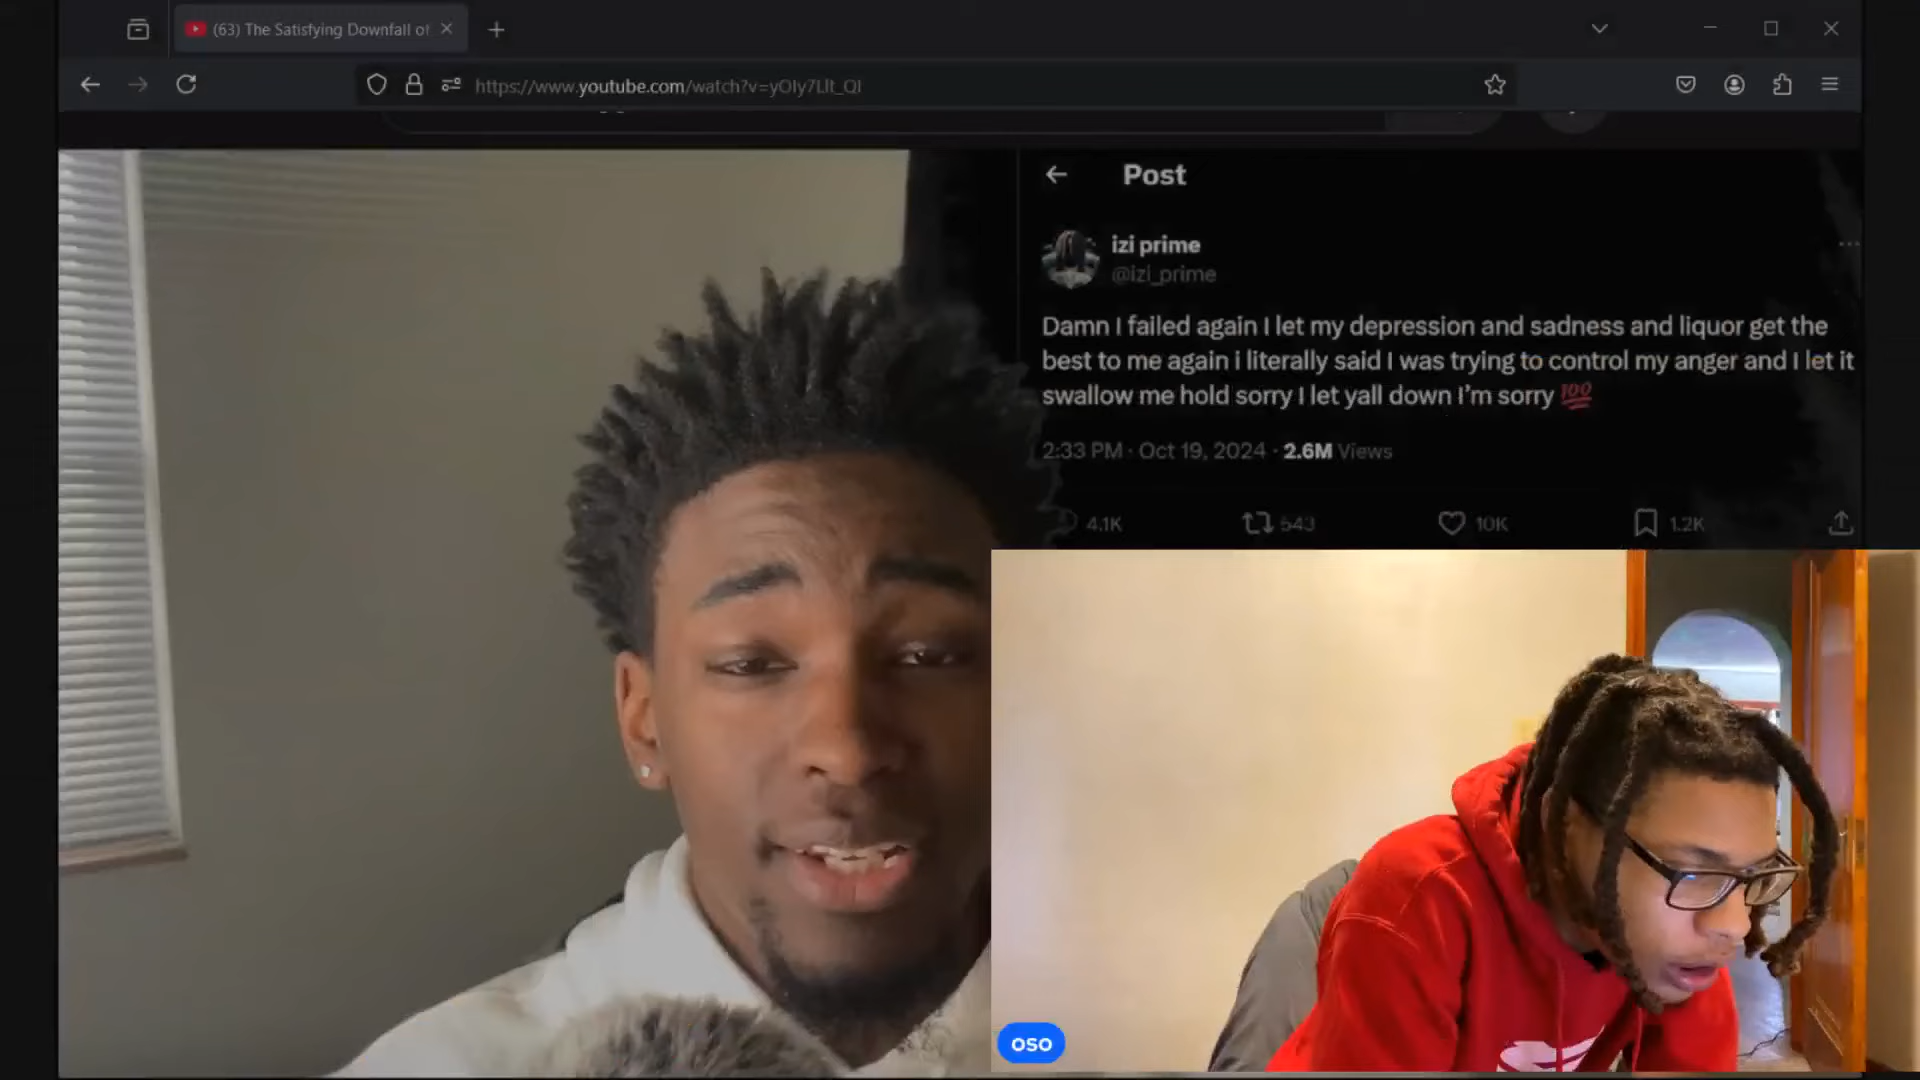 (63) The Satisfying Downfall of
https://www.youtube.com/watch?v=yOIy7Llt_QI
Post
izi prime
@izi_prime
Damn I failed again I let my depression and sadness and liquor get the
best to me again i literally said I was trying to control my anger and I let it
swallow me hold sorry I let yall down I'm sorry 💯
2:33 PM · Oct 19, 2024 · 2.6M Views
4.1K 543 10K 1.2K
oso